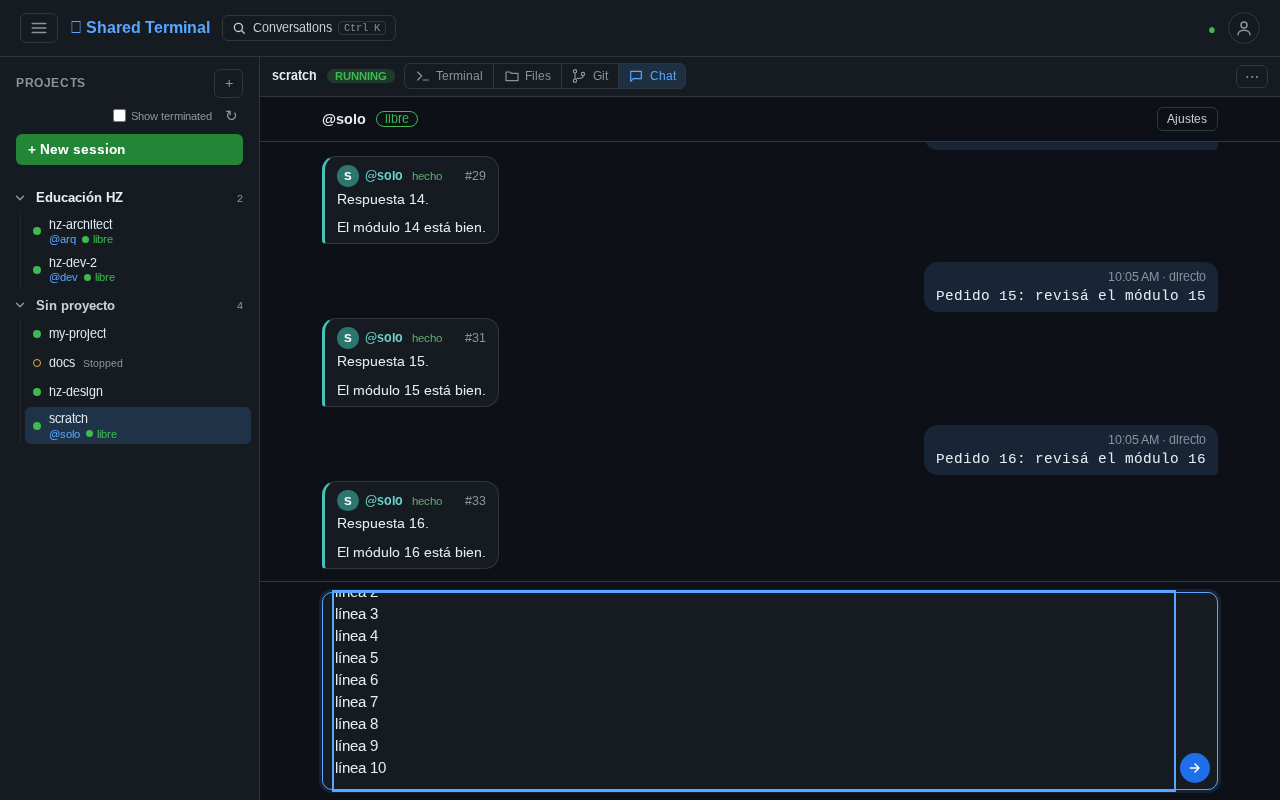 Shared Terminal
Conversations Ctrl K
PROJECTS
+
Show terminated ↻
+ New session
Educación HZ 2
hz-architect
@arq libre
hz-dev-2
@dev libre
Sin proyecto 4
my-project
docs Stopped
hz-design
scratch
@solo libre
scratch RUNNING Terminal Files Git Chat ⋯
@solo libre Ajustes
S @solo hecho #29
Respuesta 14.
El módulo 14 está bien.
10:05 AM · directo
Pedido 15: revisá el módulo 15
S @solo hecho #31
Respuesta 15.
El módulo 15 está bien.
10:05 AM · directo
Pedido 16: revisá el módulo 16
S @solo hecho #33
Respuesta 16.
El módulo 16 está bien.
línea 2
línea 3
línea 4
línea 5
línea 6
línea 7
línea 8
línea 9
línea 10